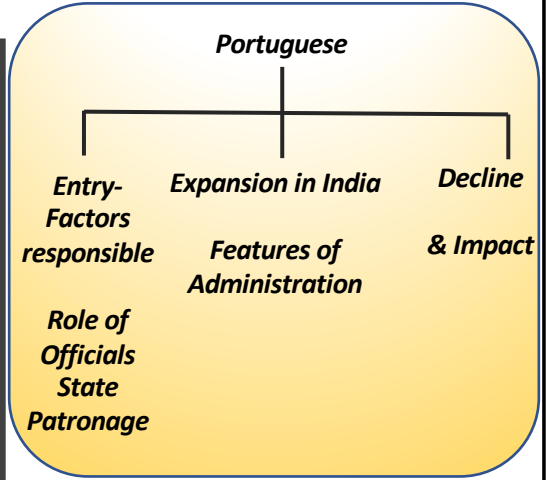 Portuguese
Entry-
Factors
responsible
Role of
Officials
State
Patronage
Expansion in India
Features of
Administration
Decline
& Impact